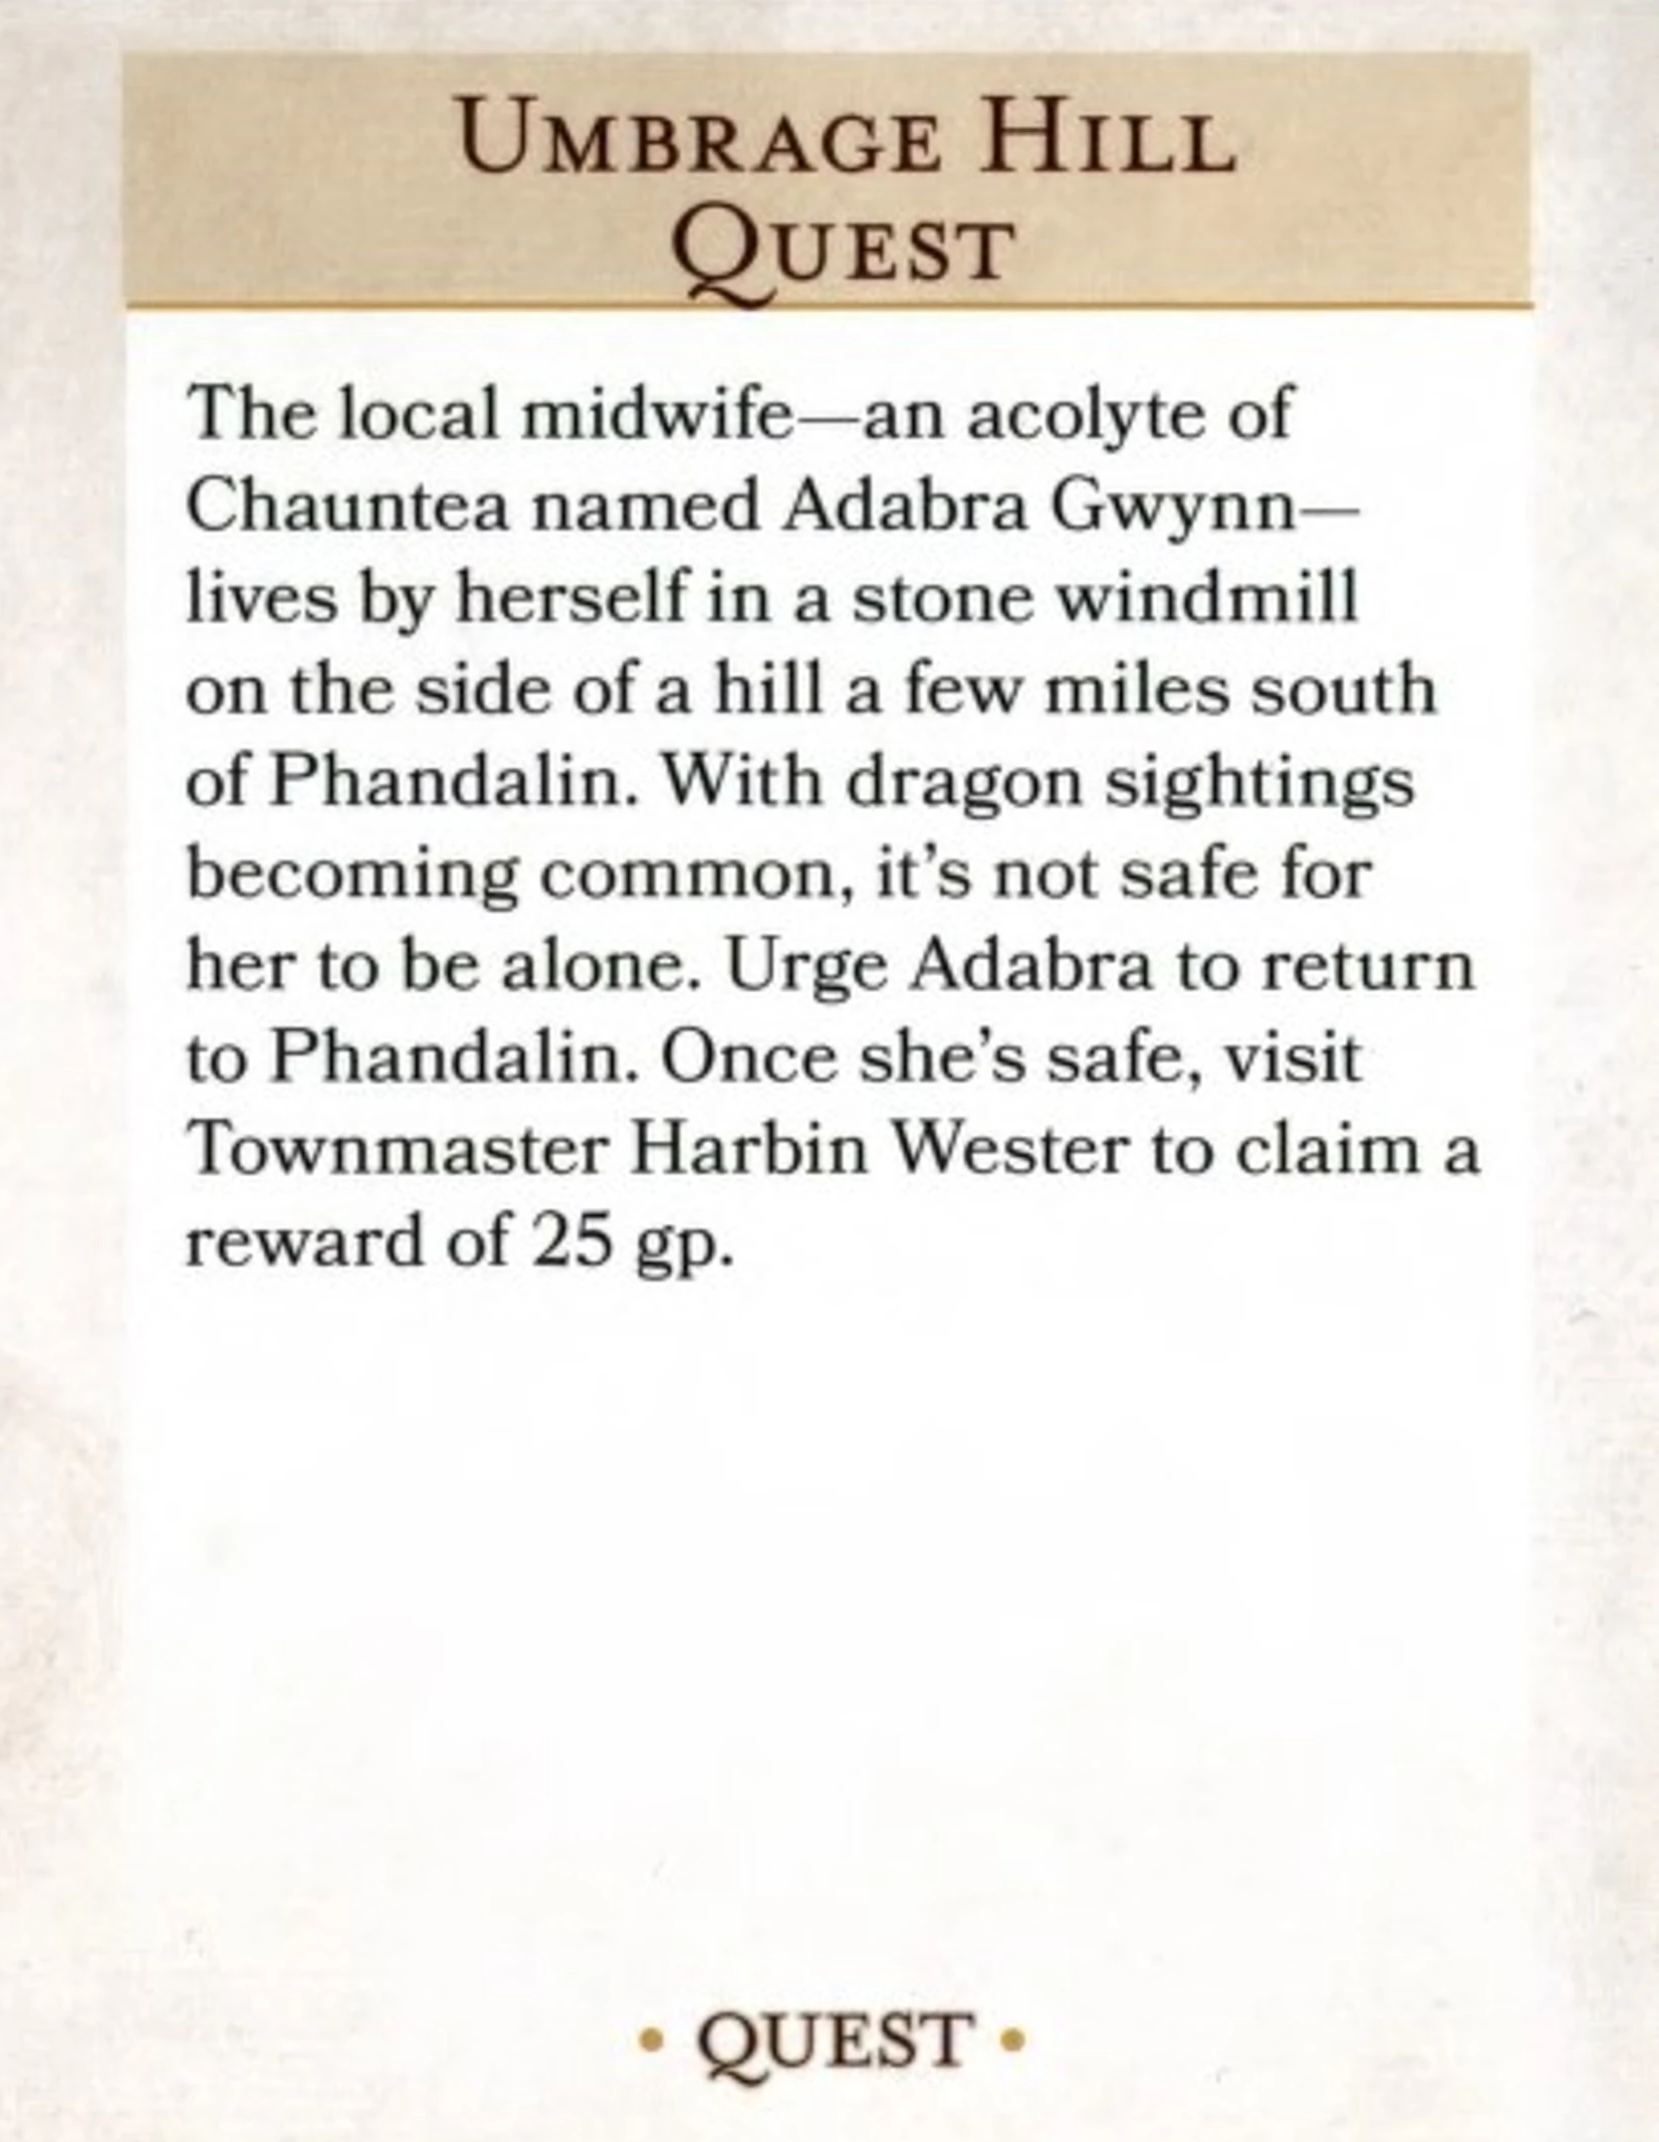 Umbrage Hill
Quest
The local midwife—an acolyte of
Chauntea named Adabra Gwynn—
lives by herself in a stone windmill
on the side of a hill a few miles south
of Phandalin. With dragon sightings
becoming common, it’s not safe for
her to be alone. Urge Adabra to return
to Phandalin. Once she’s safe, visit
Townmaster Harbin Wester to claim a
reward of 25 gp.
• QUEST •